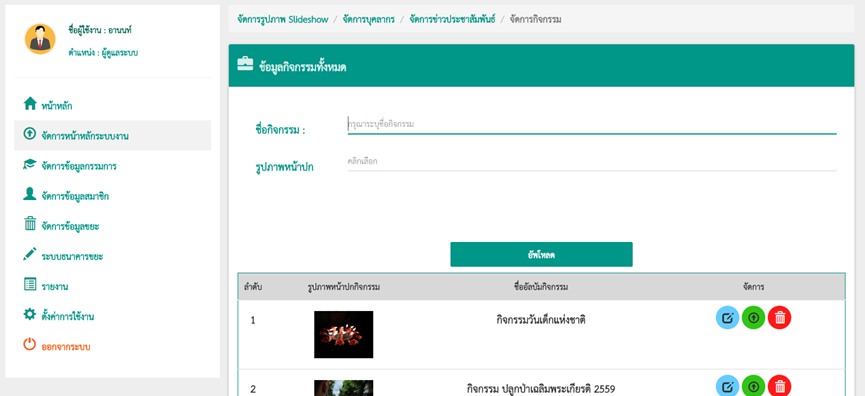 ชื่อผู้ใช้งาน : อานนท์
ตำแหน่ง : ผู้ดูแลระบบ
หน้าหลัก
จัดการหน้าหลักระบบงาน
จัดการข้อมูลกรรมการ
จัดการข้อมูลสมาชิก
จัดการข้อมูลขยะ
ระบบธนาคารขยะ
รายงาน
ตั้งค่าการใช้งาน
ออกจากระบบ
จัดการรูปภาพ Slideshow / จัดการบุคลากร / จัดการข่าวประชาสัมพันธ์ / จัดการกิจกรรม
ข้อมูลกิจกรรมทั้งหมด
ชื่อกิจกรรม : กรุณาระบุชื่อกิจกรรม
รูปภาพหน้าปก คลิกเลือก
อัพโหลด
ลำดับ รูปภาพหน้าปกกิจกรรม ชื่ออัลบัมกิจกรรม จัดการ
1 กิจกรรมวันเด็กแห่งชาติ
2 กิจกรรม ปลูกป่าเฉลิมพระเกียรติ 2559